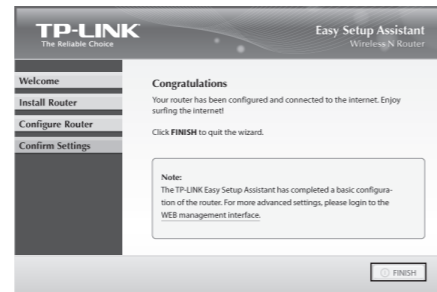 TP-LINK
The Reliable Choice
Easy Setup Assistant
Wireless N Router
Welcome
Install Router
Configure Router
Confirm Settings
Congratulations
Your router has been configured and connected to the internet. Enjoy
surfing the internet!
Click FINISH to quit the wizard.
Note:
The TP-LINK Easy Setup Assistant has completed a basic configura-
tion of the router. For more advanced settings, please login to the
WEB management interface.
FINISH